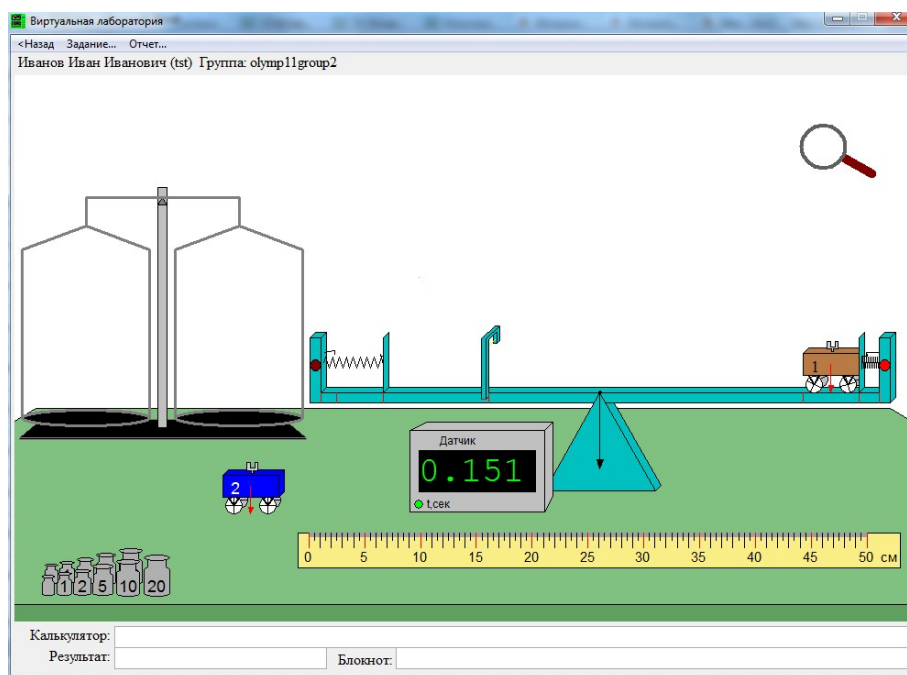 Виртуальная лаборатория
<Назад Задание... Отчет...
Иванов Иван Иванович (tst) Группа: olymp11group2
1
Датчик
0.151
t,сек
2
1 2 5 10 20
0 5 10 15 20 25 30 35 40 45 50 см
Калькулятор:
Результат: Блокнот: